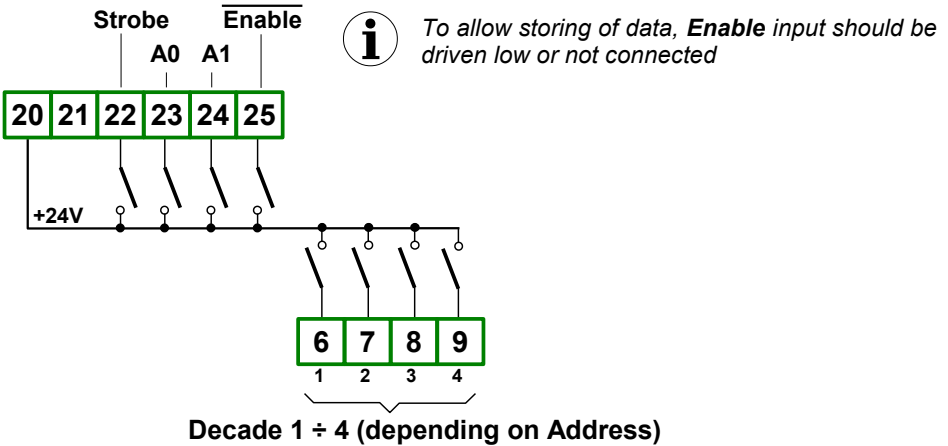 Strobe Enable
A0 A1
i
To allow storing of data, Enable input should be
driven low or not connected
20 21 22 23 24 25
+24V
6 7 8 9
1 2 3 4
Decade 1 ÷ 4 (depending on Address)